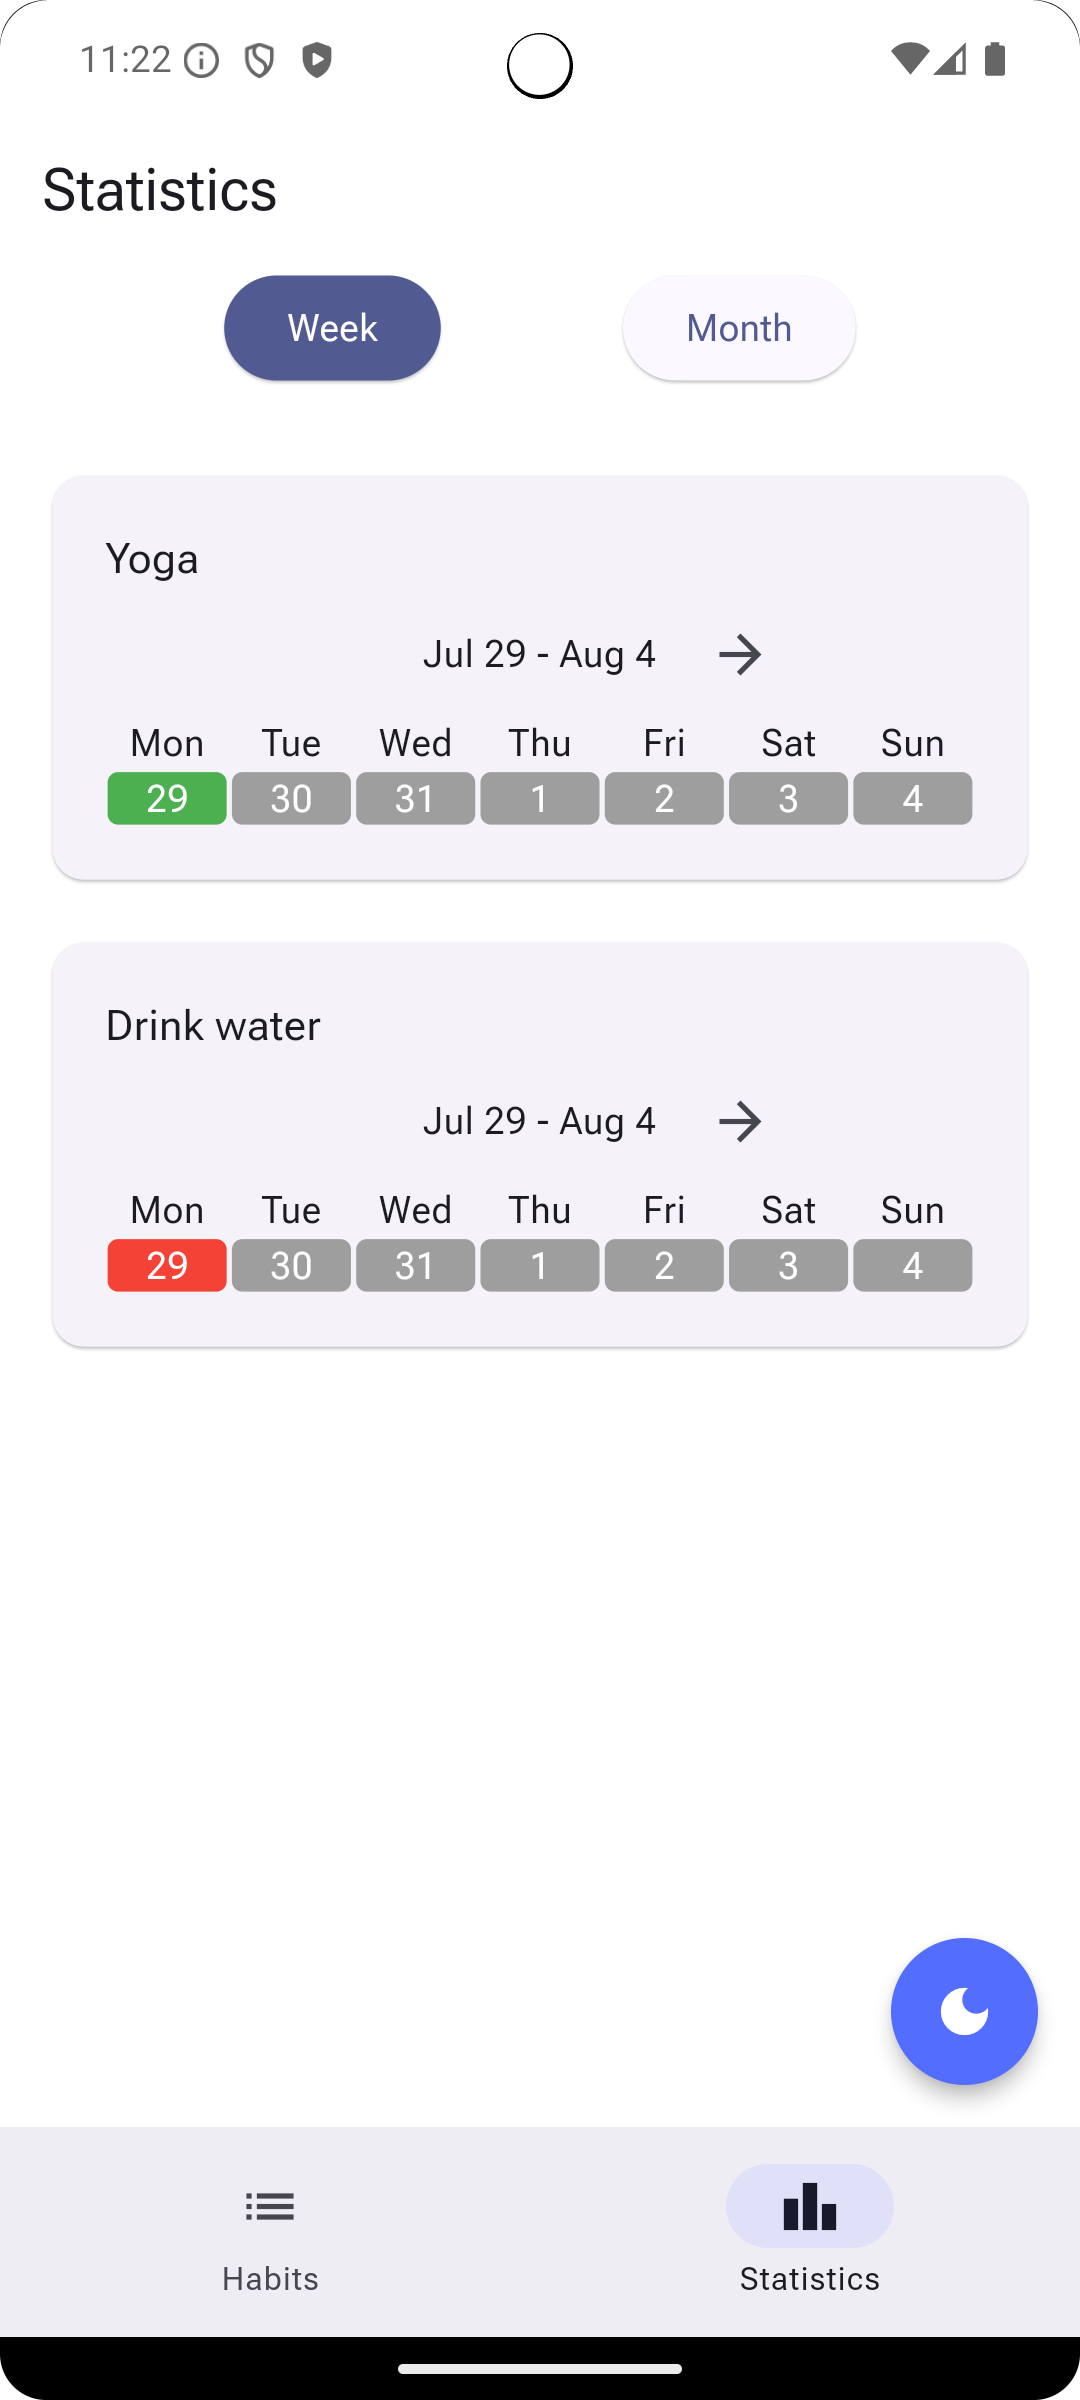 11:22
Statistics
Week Month
Yoga
Jul 29 - Aug 4
Mon Tue Wed Thu Fri Sat Sun
29 30 31 1 2 3 4
Drink water
Jul 29 - Aug 4
Mon Tue Wed Thu Fri Sat Sun
29 30 31 1 2 3 4
Habits Statistics